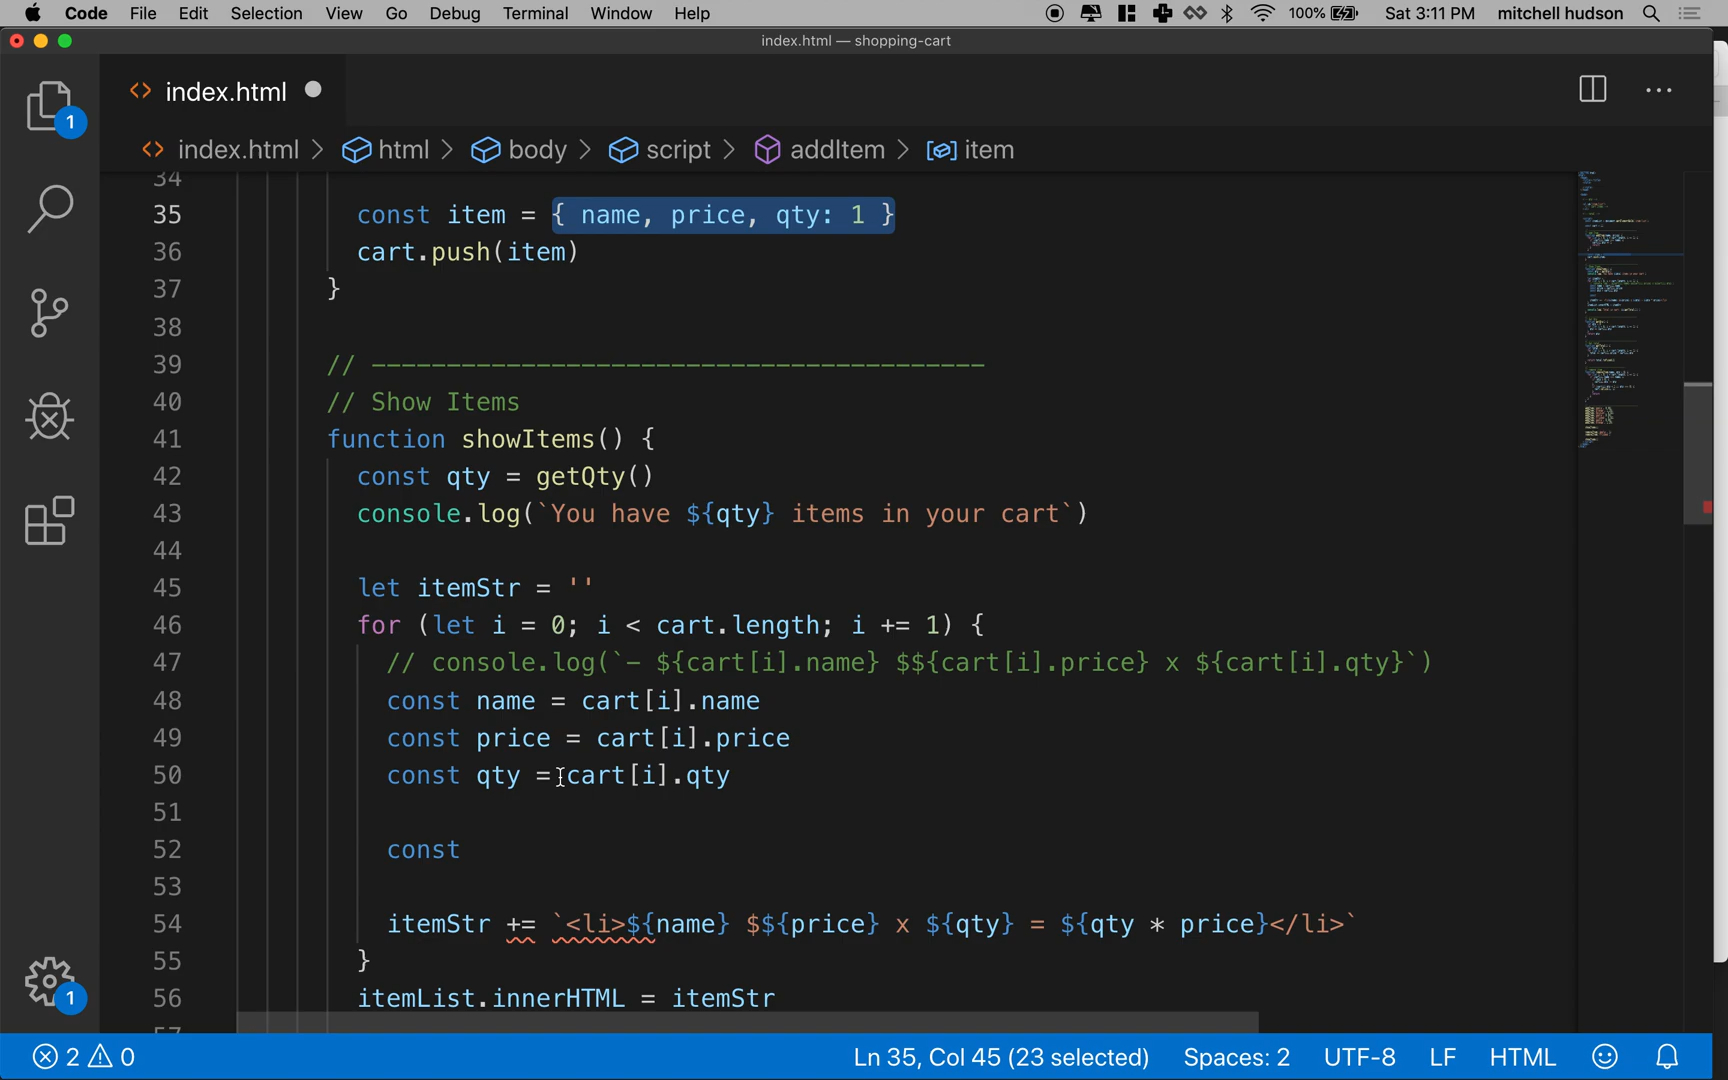 Code File Edit Selection View Go Debug Terminal Window Help 100% Sat 3:11 PM mitchell hudson
index.html — shopping-cart
index.html
index.html > html > body > script > addItem > item
1
34
35 const item = { name, price, qty: 1 }
36 cart.push(item)
37 }
38
39 // -----------------------------------------
40 // Show Items
41 function showItems() {
42 const qty = getQty()
43 console.log(`You have ${qty} items in your cart`)
44
45 let itemStr = ''
46 for (let i = 0; i < cart.length; i += 1) {
47 // console.log(`- ${cart[i].name} $${cart[i].price} x ${cart[i].qty}`)
48 const name = cart[i].name
49 const price = cart[i].price
50 const qty = cart[i].qty
51
52 const
53
54 itemStr += `<li>${name} $${price} x ${qty} = ${qty * price}</li>`
55 }
56 itemList.innerHTML = itemStr
1
2 0 Ln 35, Col 45 (23 selected) Spaces: 2 UTF-8 LF HTML